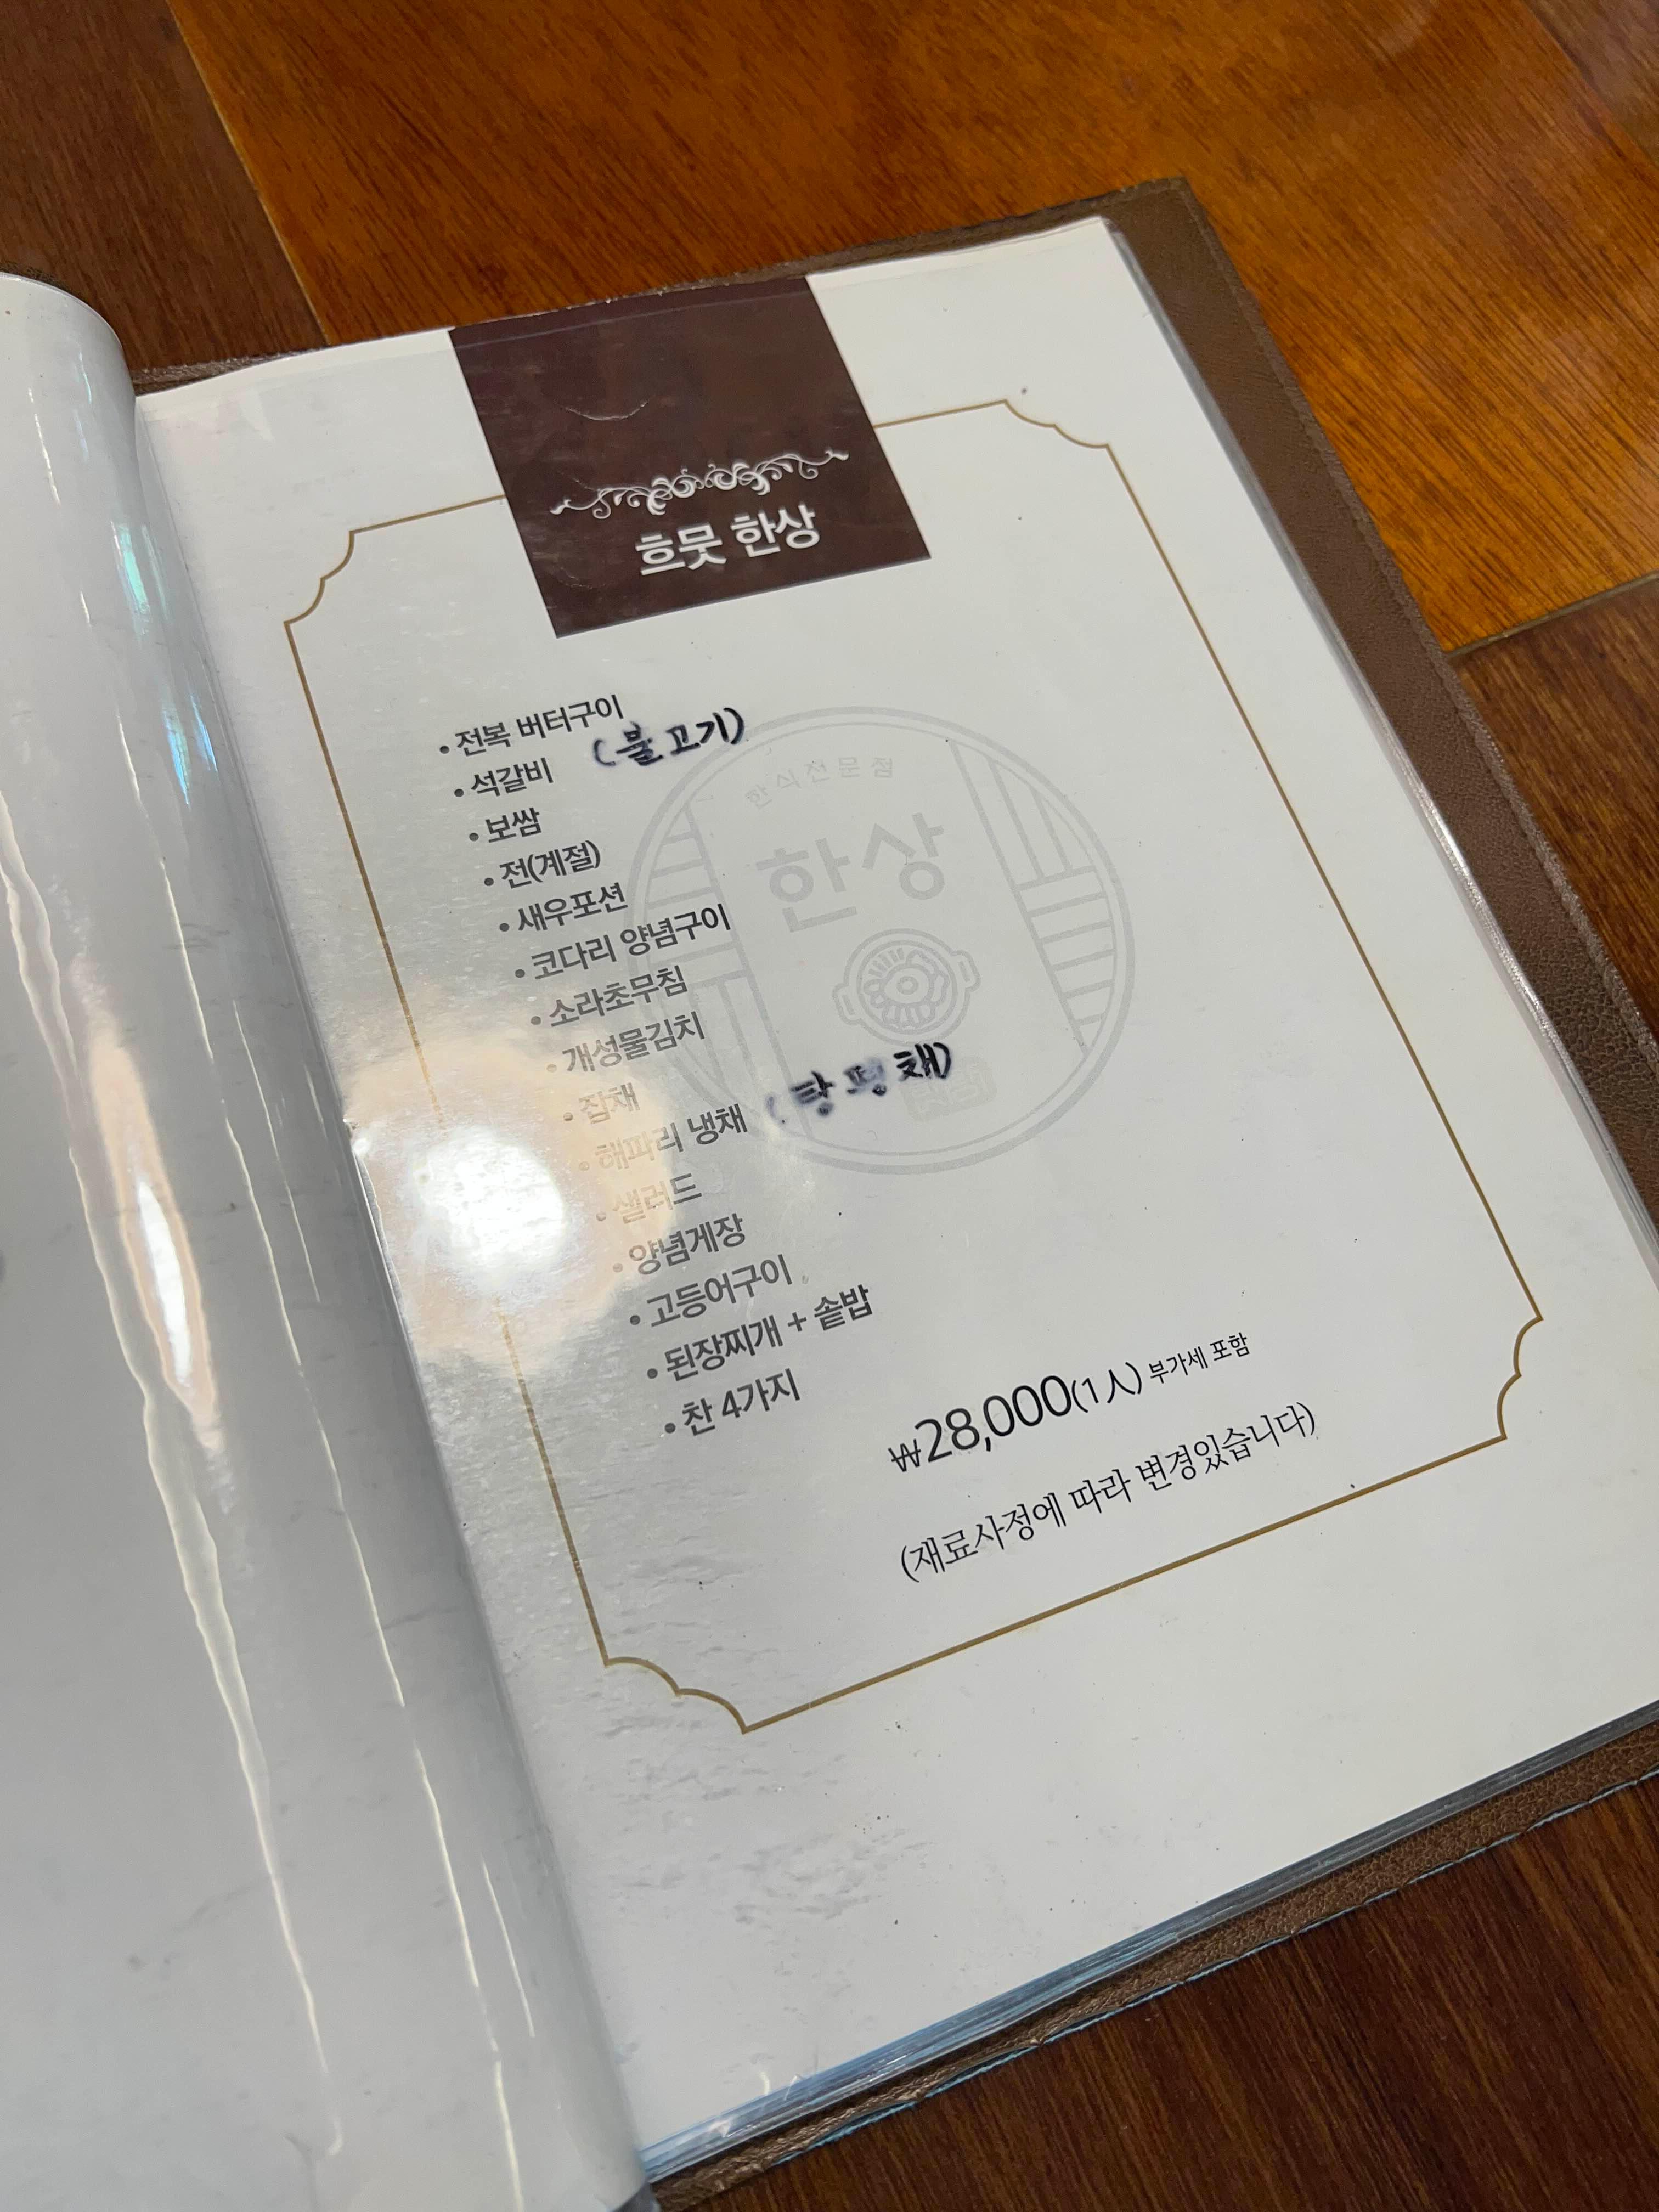 흐뭇 한상
• 전복 버터구이
• 석갈비 (불고기)
• 보쌈
• 전(계절)
• 새우포션
• 코다리 양념구이
• 소라초무침
• 개성물김치
• 잡채
• 해파리 냉채 (탕평채)
• 샐러드
• 양념게장
• 고등어구이
• 된장찌개 + 솥밥
• 찬 4가지
한식전문점
한상
₩28,000(1人) 부가세 포함
(재료사정에 따라 변경있습니다)